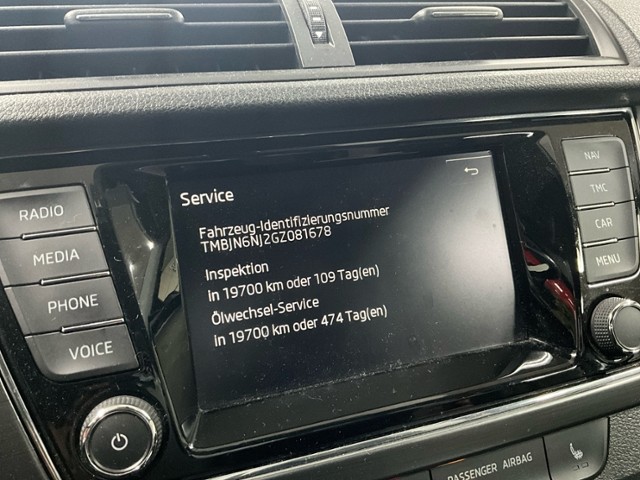 Service
Fahrzeug-Identifizierungsnummer
TMBJN6NJ2GZ081678
Inspektion
In 19700 km oder 109 Tag(en)
Ölwechsel-Service
In 19700 km oder 474 Tag(en)
RADIO
MEDIA
PHONE
VOICE
NAV
TMC
CAR
MENU
PASSENGER AIRBAG